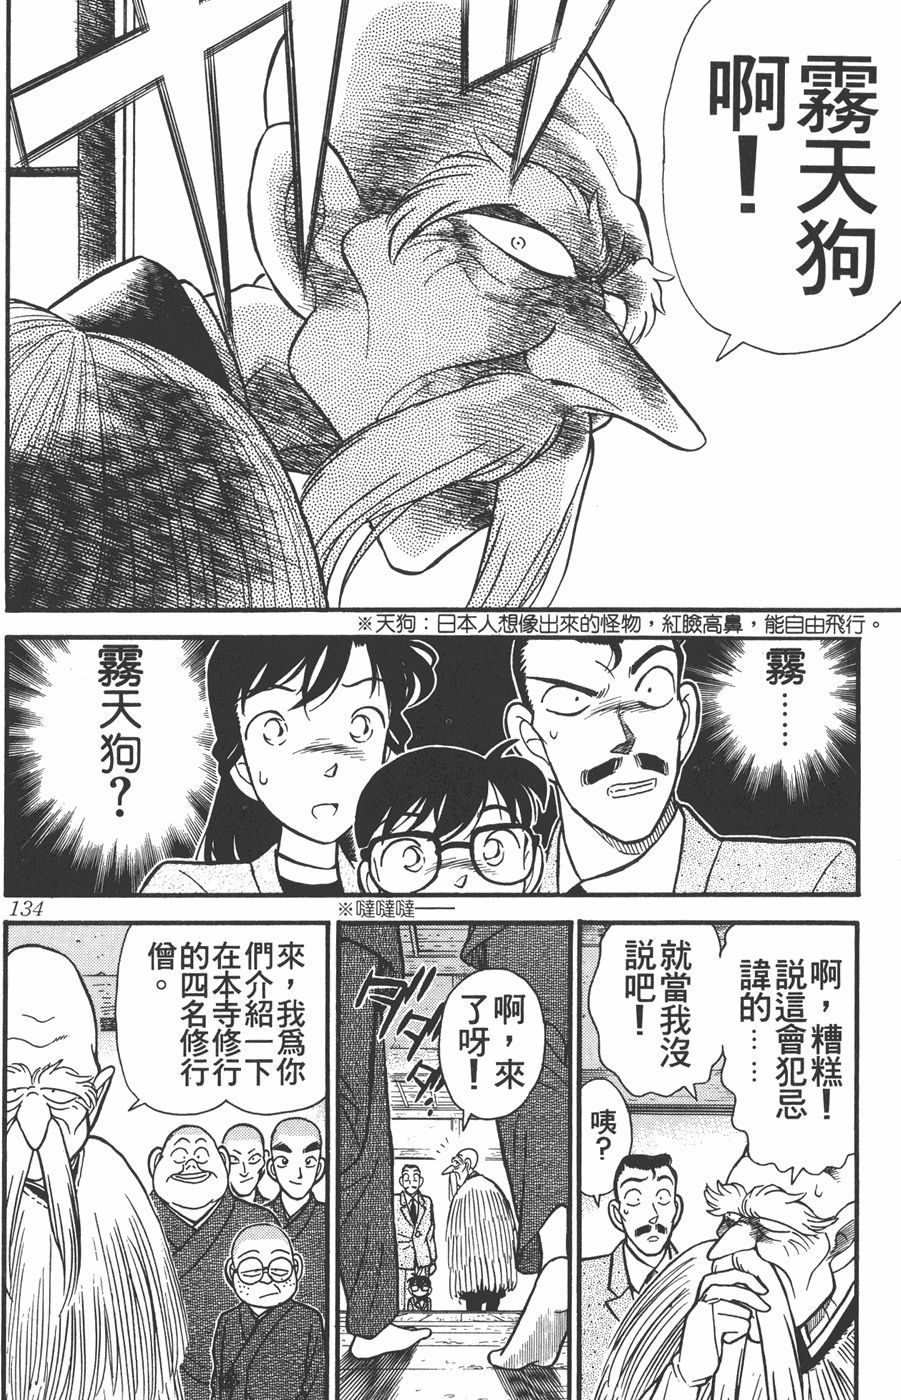 霧天狗
啊！
※天狗：日本人想像出來的怪物，紅臉高鼻，能自由飛行。
霧……
霧天狗？
134
啊，糟糕！
說這會犯忌
諱的……
就當我沒
說吧！
咦？
※噠噠噠──
啊，來
了呀！
來，我為你
們介紹一下
在本寺修行
的四名修行
僧。